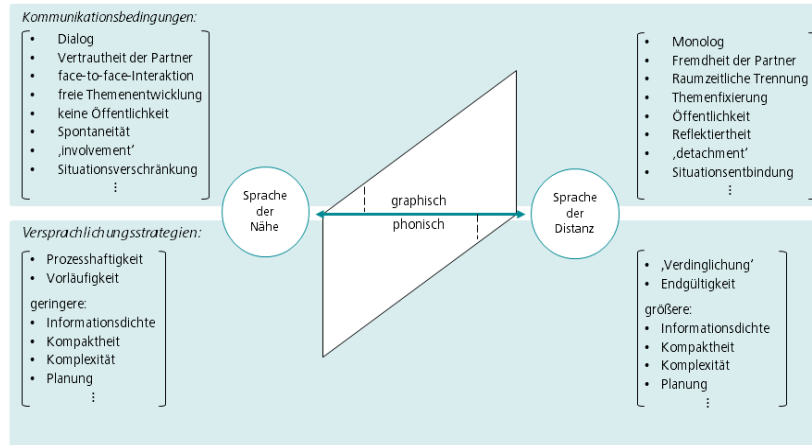 Kommunikationsbedingungen:
• Dialog
• Vertrautheit der Partner
• face-to-face-Interaktion
• freie Themenentwicklung
• keine Öffentlichkeit
• Spontaneität
• ‚involvement‘
• Situationsverschränkung
⋮
• Monolog
• Fremdheit der Partner
• Raumzeitliche Trennung
• Themenfixierung
• Öffentlichkeit
• Reflektiertheit
• ‚detachment‘
• Situationsentbindung
⋮
Sprache
der
Nähe
graphisch
phonisch
Sprache
der
Distanz
Versprachlichungsstrategien:
• Prozesshaftigkeit
• Vorläufigkeit
geringere:
• Informationsdichte
• Kompaktheit
• Komplexität
• Planung
⋮
• ‚Verdinglichung‘
• Endgültigkeit
größere:
• Informationsdichte
• Kompaktheit
• Komplexität
• Planung
⋮